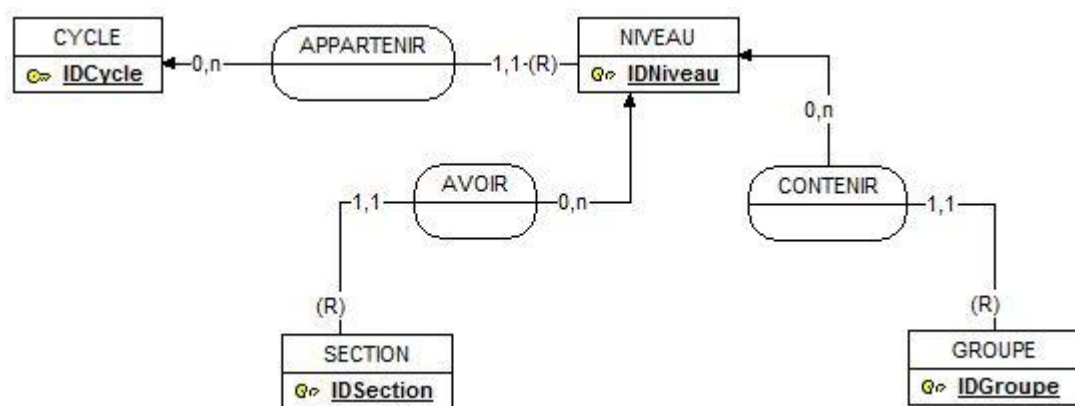 CYCLE
IDCycle
0,n
APPARTENIR
1,1-(R)
NIVEAU
IDNiveau
0,n
AVOIR
1,1
0,n
CONTENIR
1,1
(R)
(R)
SECTION
IDSection
GROUPE
IDGroupe